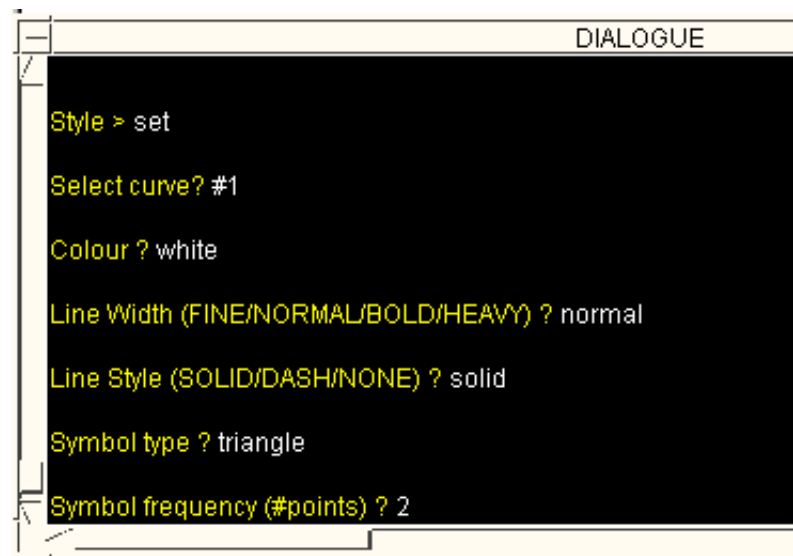 DIALOGUE
Style > set
Select curve? #1
Colour ? white
Line Width (FINE/NORMAL/BOLD/HEAVY) ? normal
Line Style (SOLID/DASH/NONE) ? solid
Symbol type ? triangle
Symbol frequency (#points) ? 2